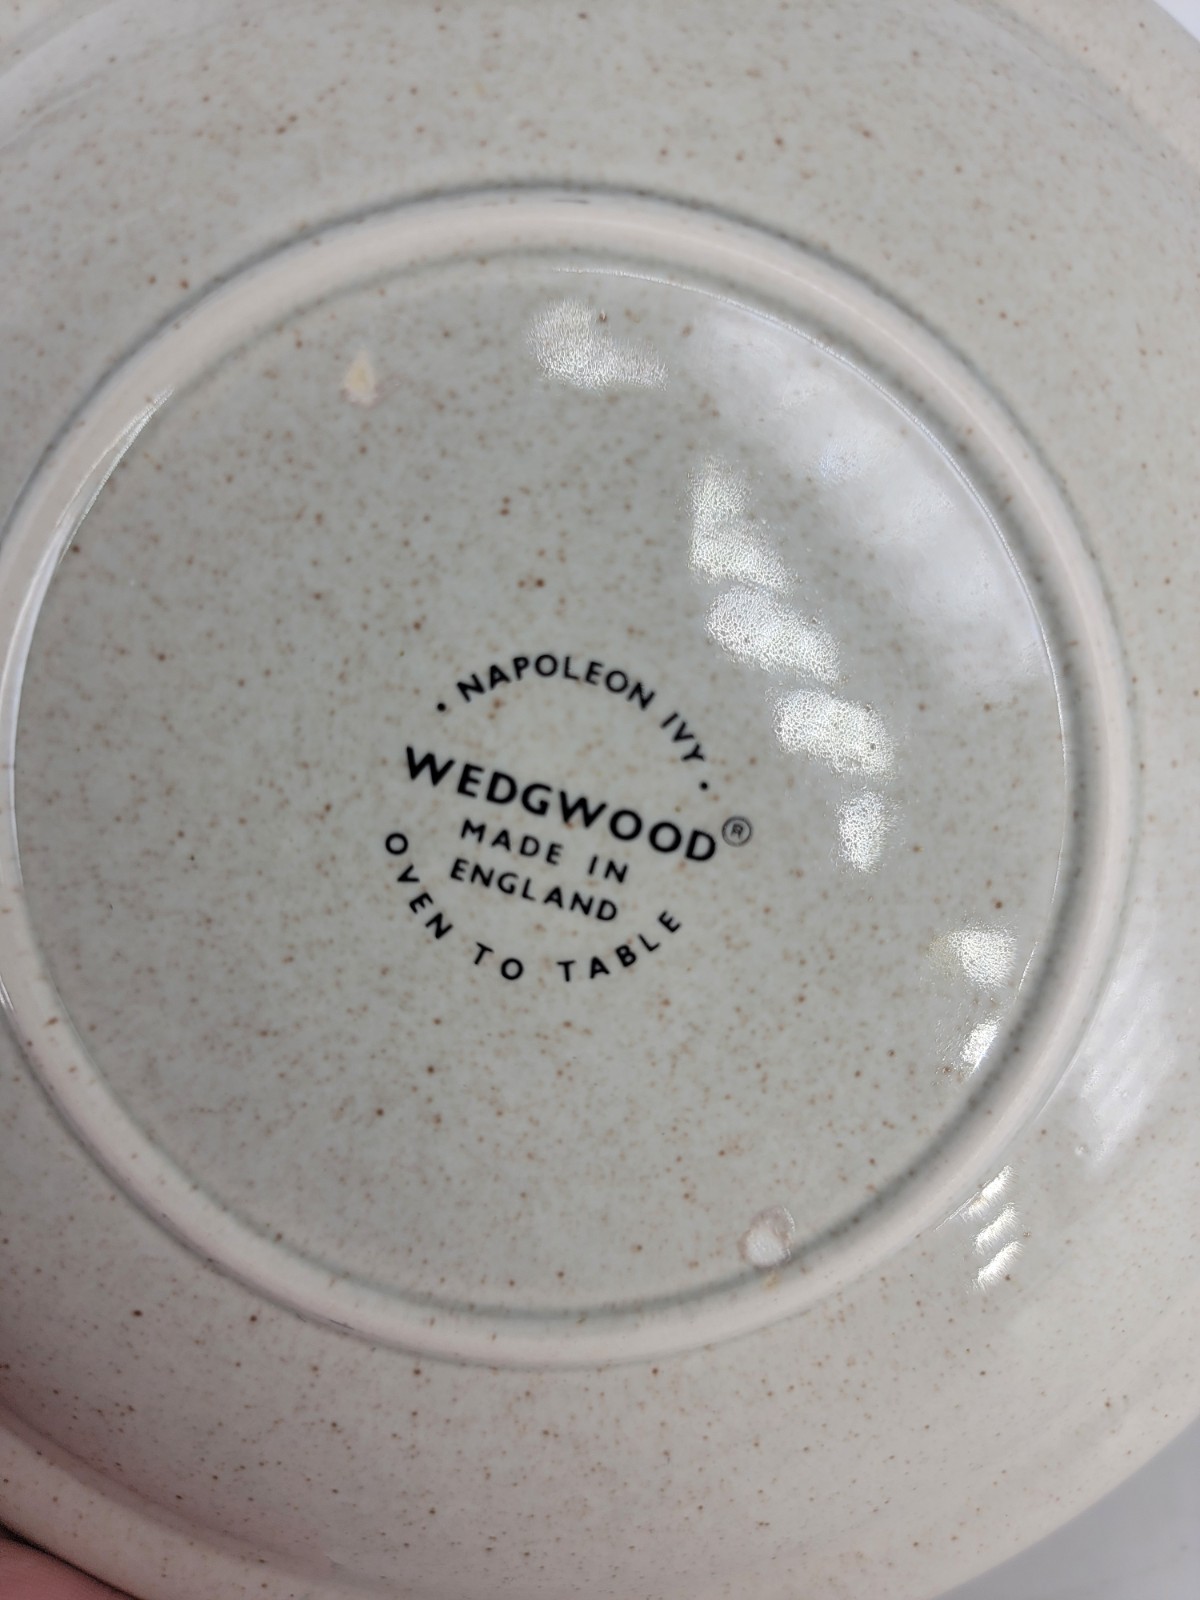 • NAPOLEON IVY •
WEDGWOOD®
MADE IN
ENGLAND
OVEN TO TABLE